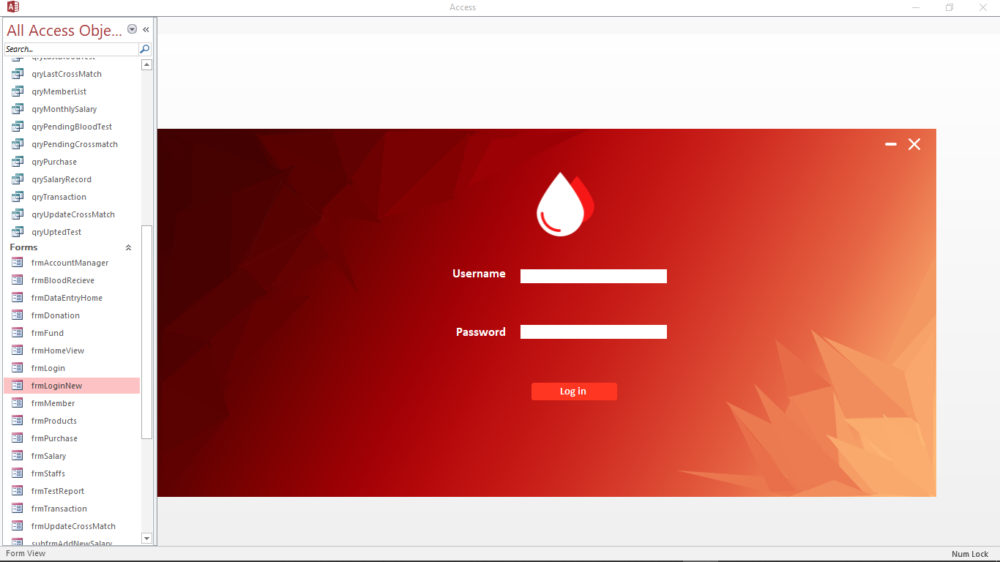 Access
All Access Obje...
Search...
qryLastBloodTest
qryLastCrossMatch
qryMemberList
qryMonthlySalary
qryPendingBloodTest
qryPendingCrossmatch
qryPurchase
qrySalaryRecord
qryTransaction
qryUpdateCrossMatch
qryUptedTest
Forms
frmAccountManager
frmBloodRecieve
frmDataEntryHome
frmDonation
frmFund
frmHomeView
frmLogin
frmLoginNew
frmMember
frmProducts
frmPurchase
frmSalary
frmStaffs
frmTestReport
frmTransaction
frmUpdateCrossMatch
subfrmAddNewSalary
Username
Password
Log in
Form View
Num Lock